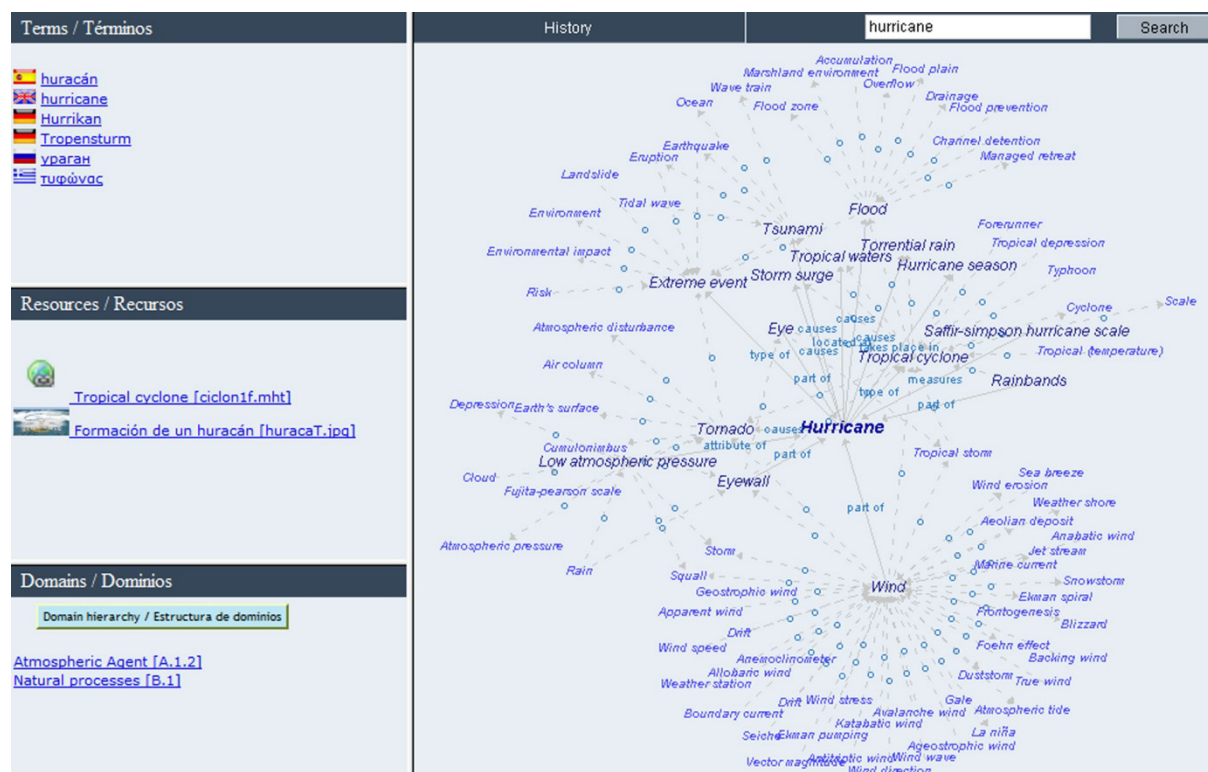 Terms / Términos
huracán
hurricane
Hurrikan
Tropensturm
ураган
τυφώνας
Resources / Recursos
Tropical cyclone [ciclon1f.mht]
Formación de un huracán [huracaT.jpg]
Domains / Dominios
Domain hierarchy / Estructura de dominios
Atmospheric Agent [A.1.2]
Natural processes [B.1]
History
hurricane
Search
Accumulation
Marshland environment
Flood plain
Wave train
Overflow
Ocean
Flood zone
Drainage
Flood prevention
Earthquake
Channel detention
Eruption
Managed retreat
Landslide
Tidal wave
Flood
Environment
Tsunami
Forerunner
Environmental impact
Tropical waters
Torrential rain
Tropical depression
Storm surge
Hurricane season
Extreme event
Typhoon
Risk
Cyclone
Scale
Atmospheric disturbance
Eye
causes
causes
Saffir-simpson hurricane scale
located at
causes
takes place in
type of
causes
Tropical cyclone
Tropical (temperature)
Air column
part of
type of
measures
Rainbands
Depression
Earth's surface
part of
Tornado
causes
Hurricane
Cumulonimbus
attribute of
part of
Low atmospheric pressure
Tropical storm
Cloud
Eyewall
Sea breeze
Fujita-pearson scale
Wind erosion
part of
Weather shore
Aeolian deposit
Atmospheric pressure
Anabatic wind
Storm
Jet stream
Rain
Marine current
Squall
Wind
Snowstorm
Geostrophic wind
Ekman spiral
Apparent wind
Frontogenesis
Blizzard
Drift
Wind speed
Foehn effect
Anemoclinometer
Backing wind
Allobaric wind
Duststorm
True wind
Weather station
Drift
Wind stress
Gale
Boundary current
Avalanche wind
Atmospheric tide
Katabatic wind
Seiche
Ekman pumping
La niña
Ageostrophic wind
Vector magnitude
Antitriptic wind
Wind wave
Wind direction